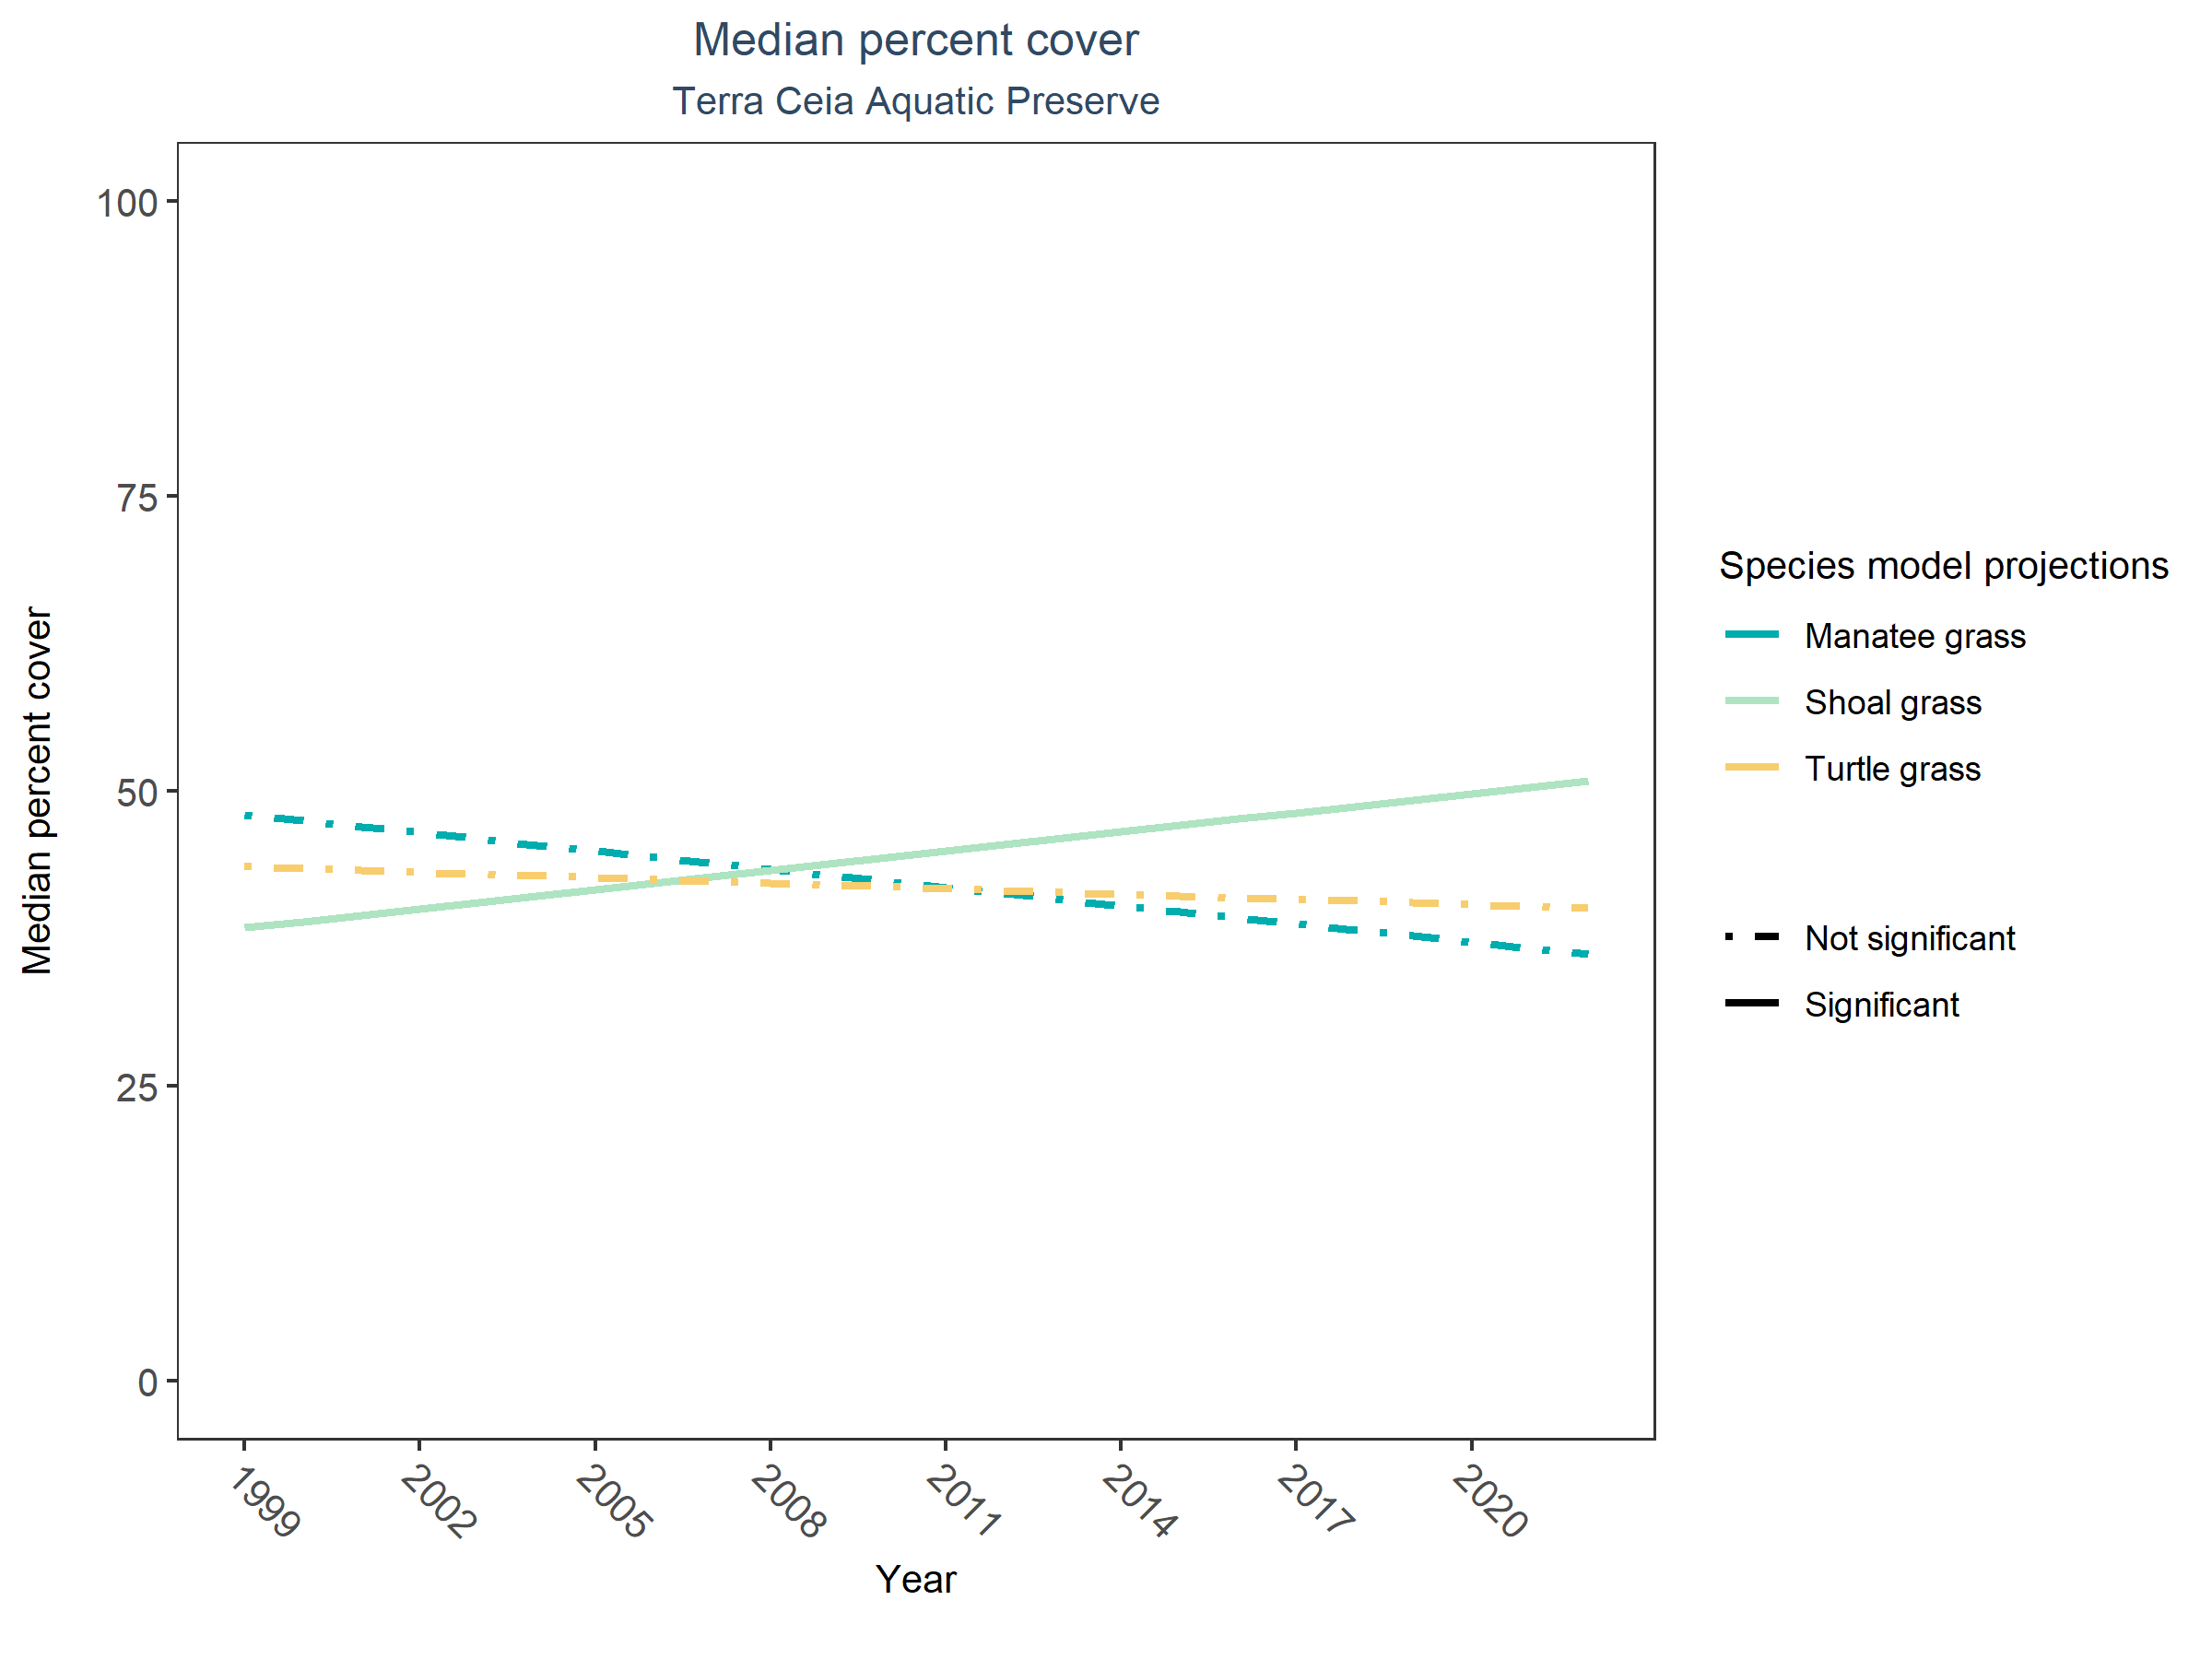 Median percent cover
Terra Ceia Aquatic Preserve
Median percent cover
100
75
50
25
0
1999
2002
2005
2008
2011
2014
2017
2020
Year
Species model projections
Manatee grass
Shoal grass
Turtle grass
Not significant
Significant